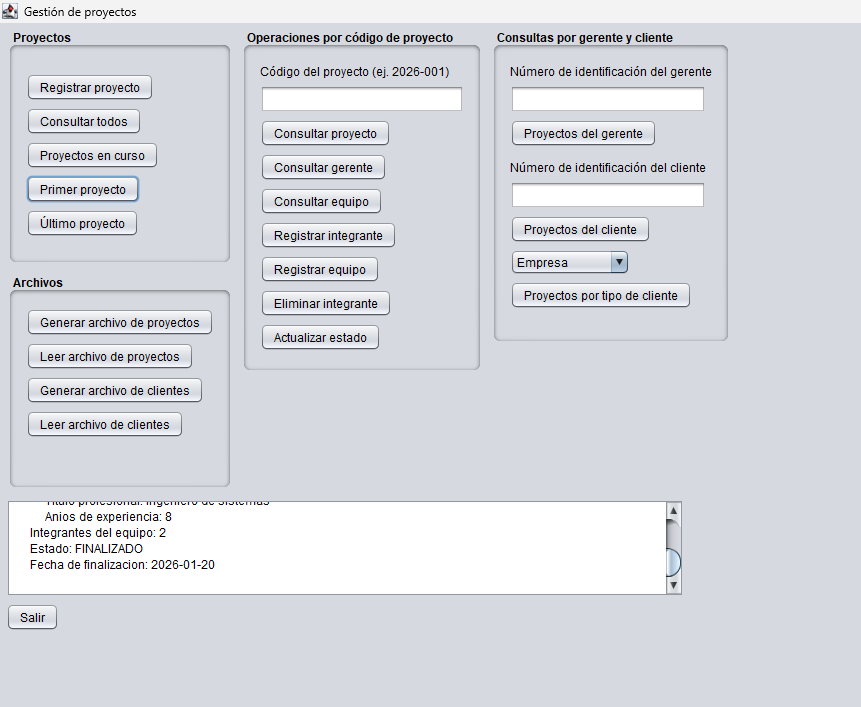 Gestión de proyectos
Proyectos
Registrar proyecto
Consultar todos
Proyectos en curso
Primer proyecto
Último proyecto
Archivos
Generar archivo de proyectos
Leer archivo de proyectos
Generar archivo de clientes
Leer archivo de clientes
Operaciones por código de proyecto
Código del proyecto (ej. 2026-001)
Consultar proyecto
Consultar gerente
Consultar equipo
Registrar integrante
Registrar equipo
Eliminar integrante
Actualizar estado
Consultas por gerente y cliente
Número de identificación del gerente
Proyectos del gerente
Número de identificación del cliente
Proyectos del cliente
Empresa
Proyectos por tipo de cliente
Titulo profesional: Ingeniero de sistemas
Anios de experiencia: 8
Integrantes del equipo: 2
Estado: FINALIZADO
Fecha de finalizacion: 2026-01-20
Salir